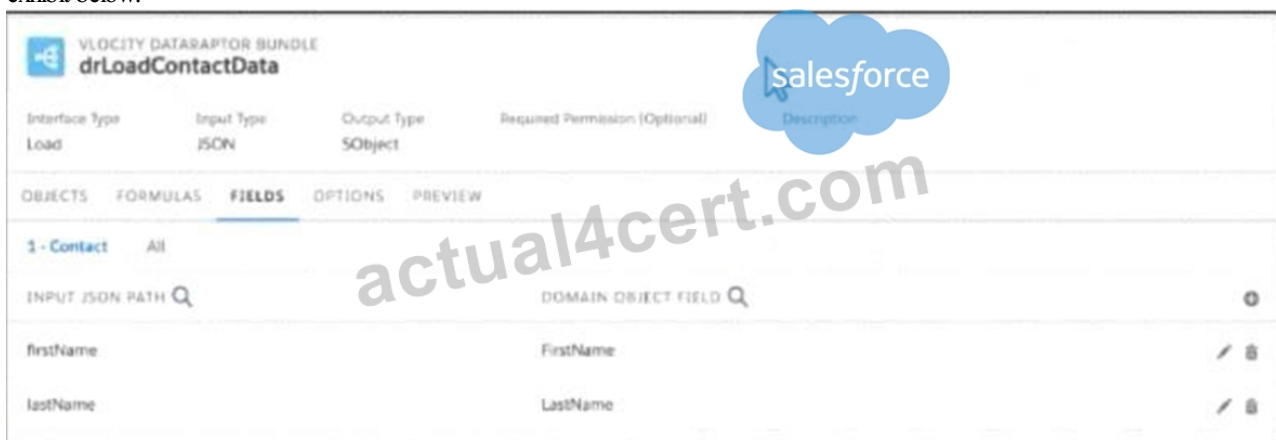 exhibit below.
VLOCITY DATARAPTOR BUNDLE
drLoadContactData
salesforce
Interface Type Input Type Output Type Required Permission (Optional) Description
Load JSON SObject
OBJECTS FORMULAS FIELDS OPTIONS PREVIEW
actual4cert.com
1 - Contact All
INPUT JSON PATH DOMAIN OBJECT FIELD
firstName FirstName
lastName LastName